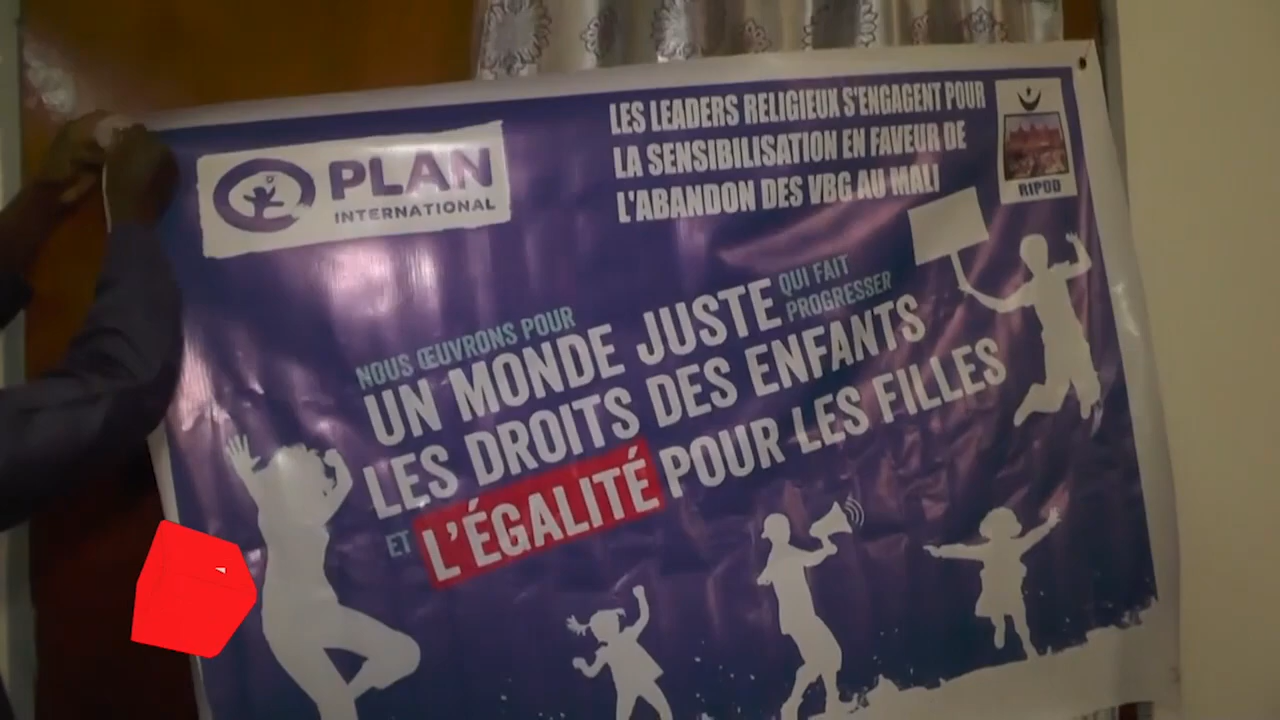 PLAN
INTERNATIONAL
LES LEADERS RELIGIEUX S'ENGAGENT POUR
LA SENSIBILISATION EN FAVEUR DE
L'ABANDON DES VBG AU MALI
RIPOD
NOUS ŒUVRONS POUR
UN MONDE JUSTE QUI FAIT PROGRESSER
LES DROITS DES ENFANTS
ET L'ÉGALITÉ POUR LES FILLES